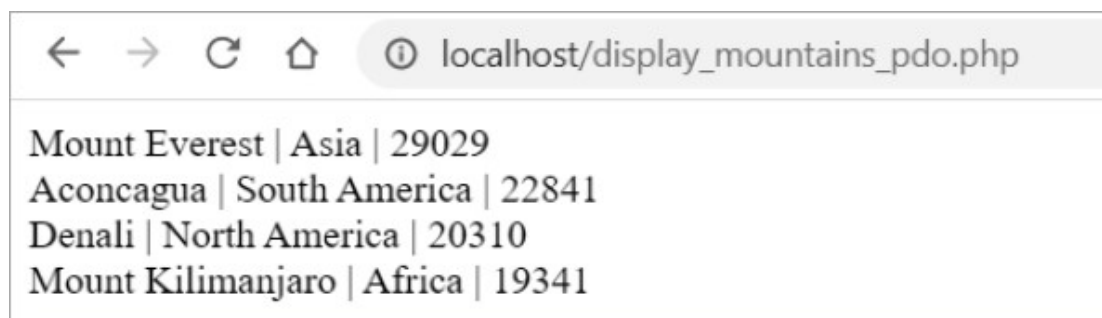 localhost/display_mountains_pdo.php
Mount Everest | Asia | 29029
Aconcagua | South America | 22841
Denali | North America | 20310
Mount Kilimanjaro | Africa | 19341